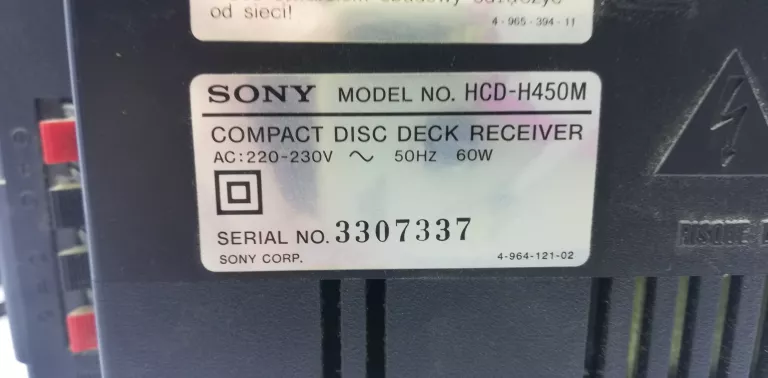 od sieci!
4-965-394-11
SONY MODEL NO. HCD-H450M
COMPACT DISC DECK RECEIVER
AC:220-230V ~ 50HZ 60W
SERIAL NO. 3307337
SONY CORP. 4-964-121-02
RISQUE